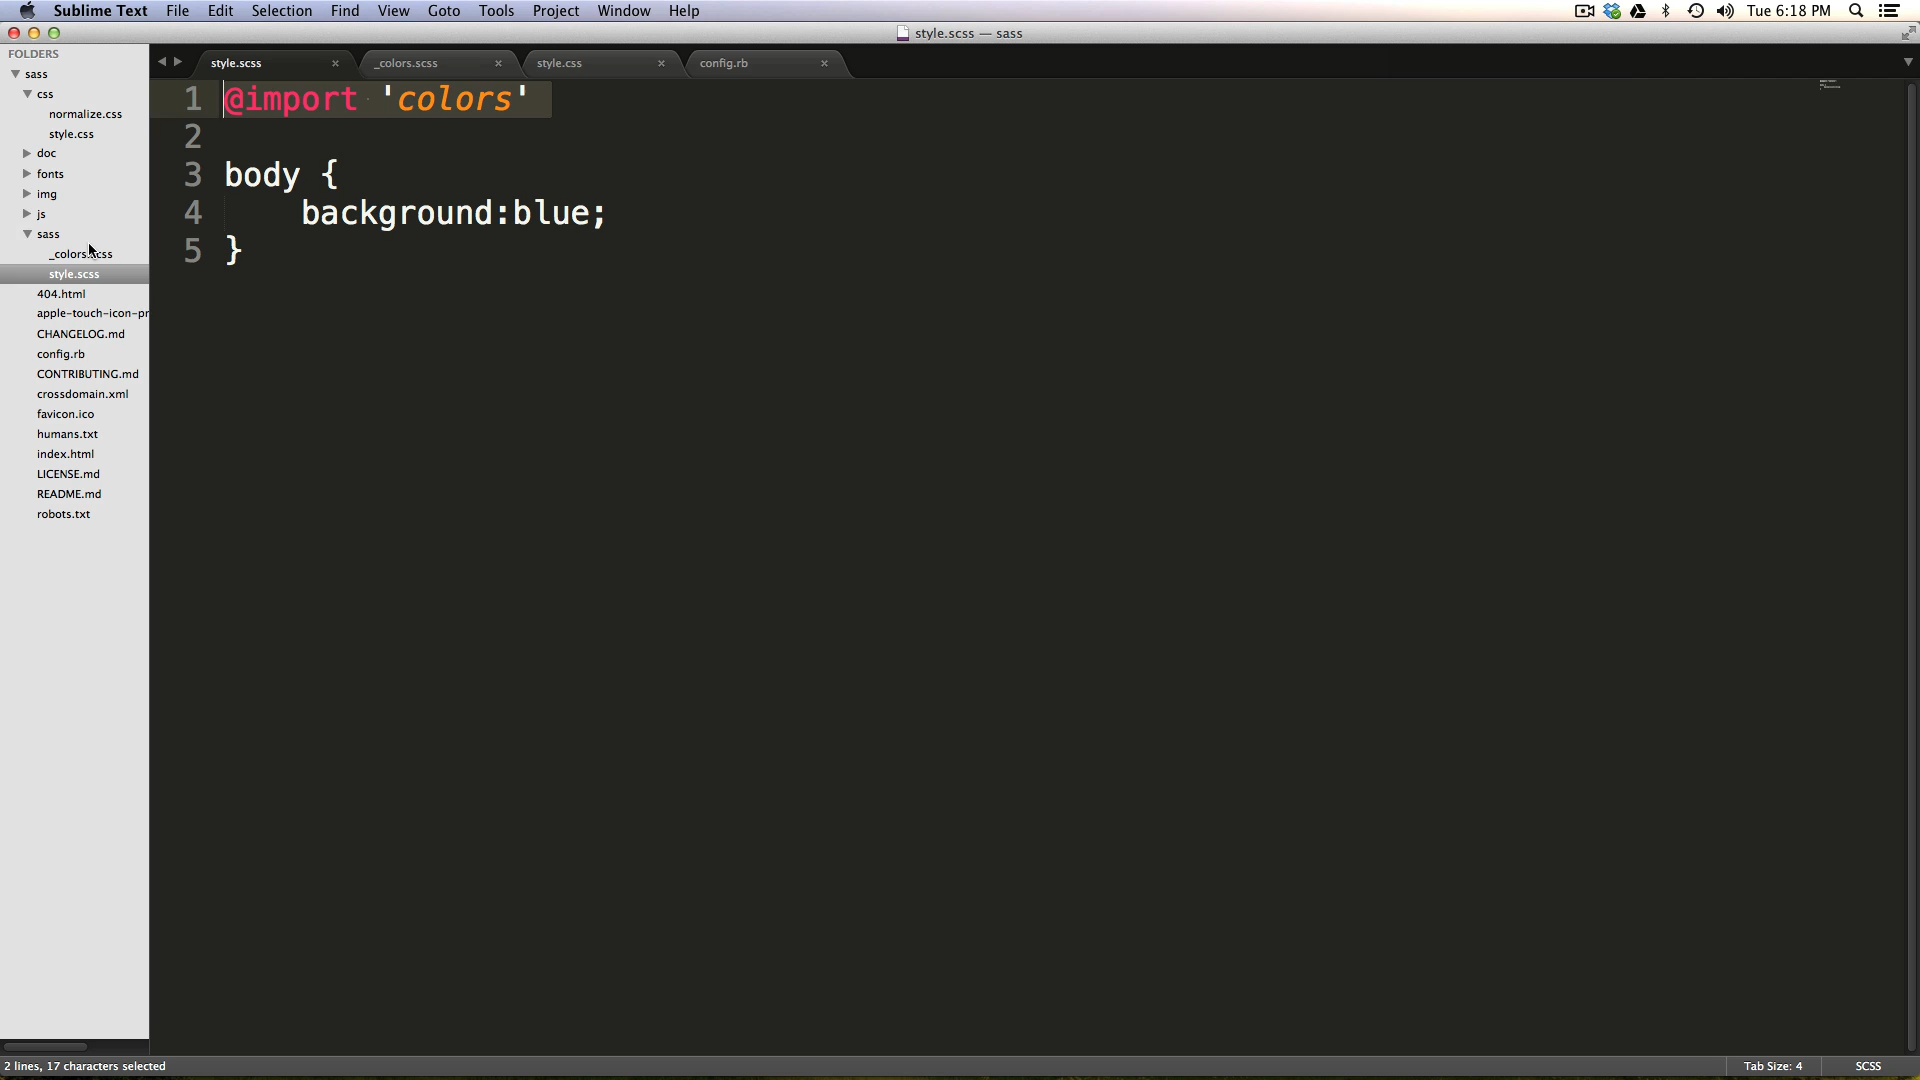 Sublime Text File Edit Selection Find View Goto Tools Project Window Help Tue 6:18 PM
style.scss — sass
FOLDERS
sass
css
normalize.css
style.css
doc
fonts
img
js
sass
_colors.scss
style.scss
404.html
apple-touch-icon-pr
CHANGELOG.md
config.rb
CONTRIBUTING.md
crossdomain.xml
favicon.ico
humans.txt
index.html
LICENSE.md
README.md
robots.txt
style.scss × _colors.scss × style.css × config.rb ×
1 @import 'colors'
2
3 body {
4 background:blue;
5 }
2 lines, 17 characters selected Tab Size: 4 SCSS